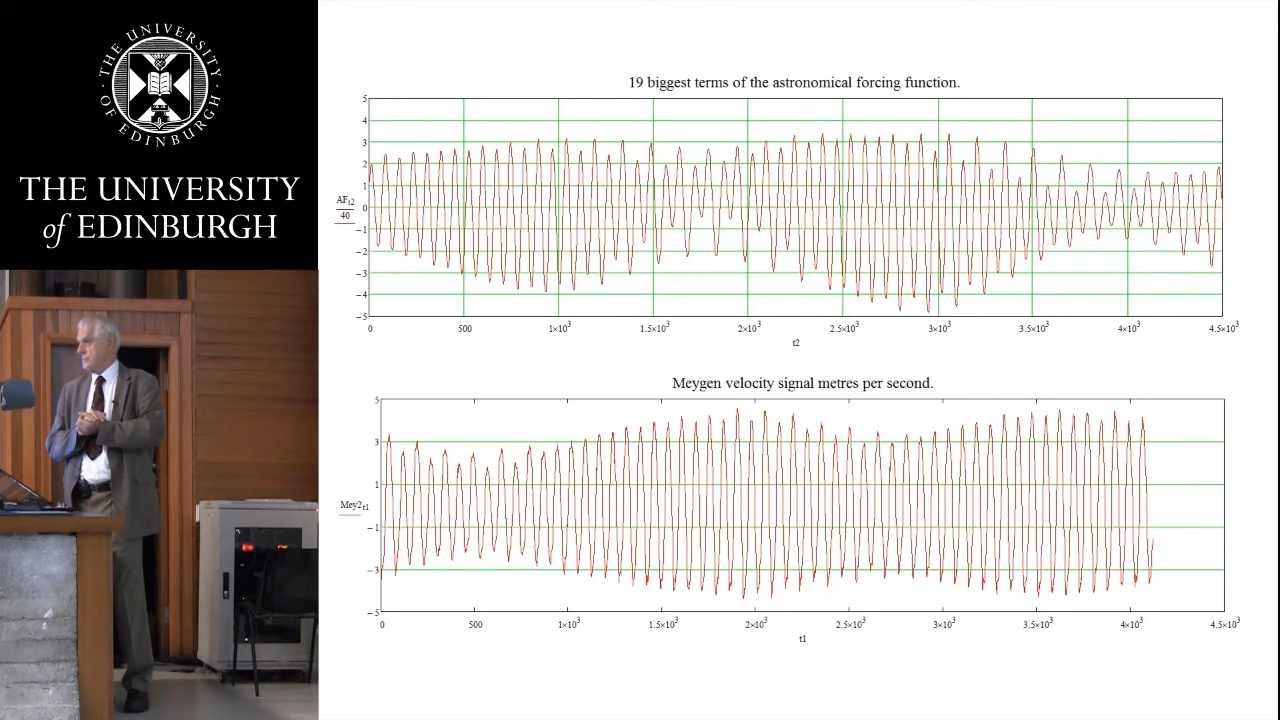 THE UNIVERSITY
OF EDINBURGH
THE UNIVERSITY
of EDINBURGH
19 biggest terms of the astronomical forcing function.
5
4
3
2
1
0
−1
−2
−3
−4
−5
AFt2
40
0 500 1×10³ 1.5×10³ 2×10³ 2.5×10³ 3×10³ 3.5×10³ 4×10³ 4.5×10³
t2
Meygen velocity signal metres per second.
5
3
1
−1
−3
−5
Mey2t1
0 500 1×10³ 1.5×10³ 2×10³ 2.5×10³ 3×10³ 3.5×10³ 4×10³ 4.5×10³
t1